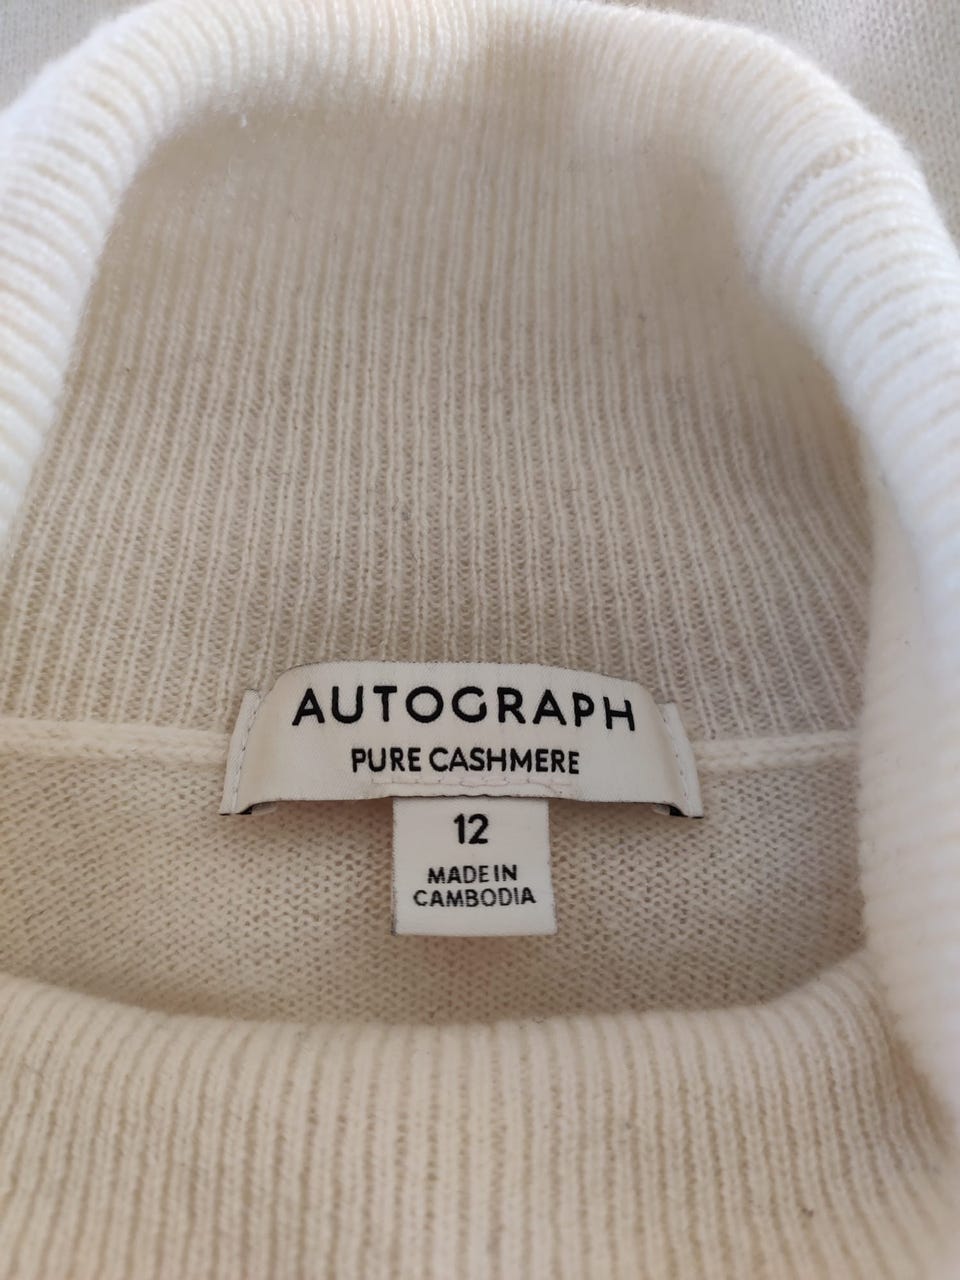 AUTOGRAPH
PURE CASHMERE
12
MADE IN
CAMBODIA